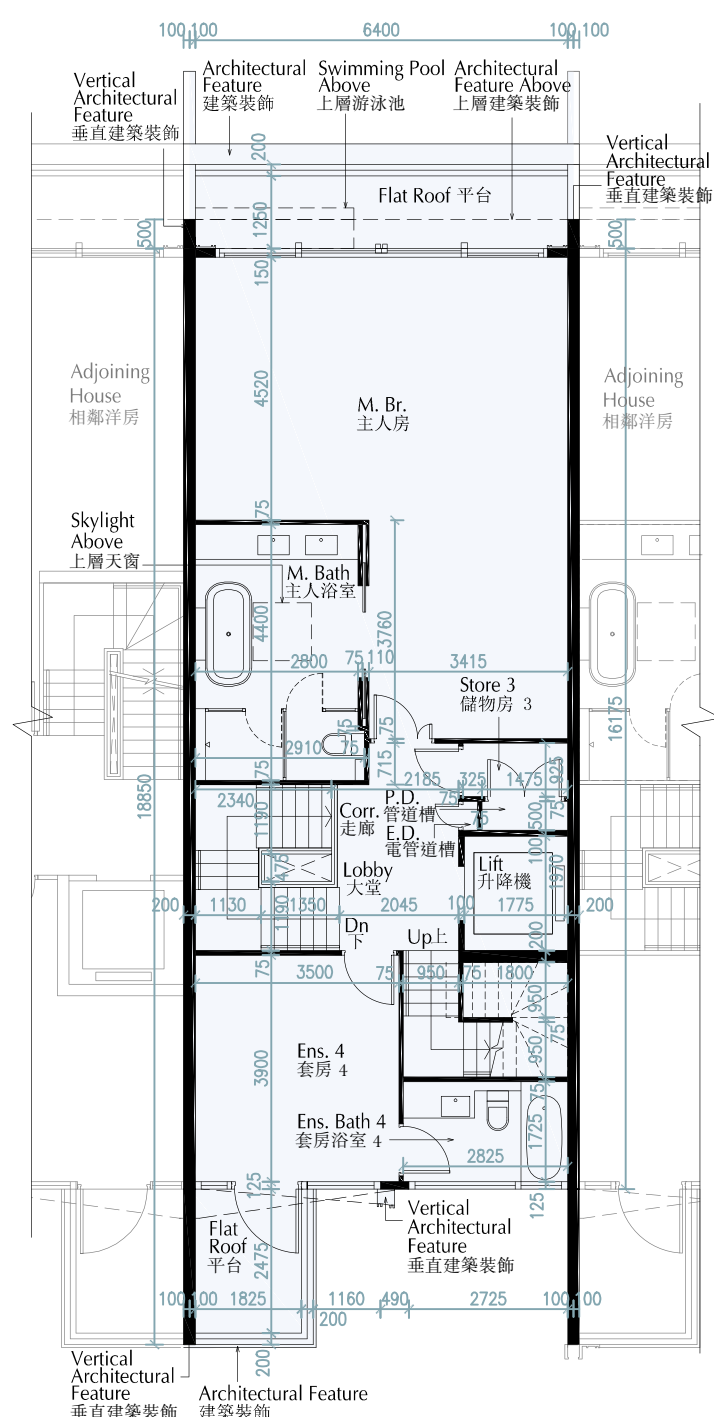 100 100 6400 100 100
Vertical
Architectural
Feature
垂直建築裝飾
Architectural
Feature
建築裝飾
Swimming Pool
Above
上層游泳池
Architectural
Feature Above
上層建築裝飾
Vertical
Architectural
Feature
垂直建築裝飾
200
Flat Roof 平台
1250
500
500
150
Adjoining
House
相鄰洋房
4520
M. Br.
主人房
Adjoining
House
相鄰洋房
75
Skylight
Above
上層天窗
M. Bath
主人浴室
4400
3760
2800 75 110 3415
Store 3
儲物房 3
16175
75
75
2910 75
715
75
2185 325 1475
925
18850
2340
1190
Corr.
走廊
P.D.
管道槽
E.D.
電管道槽
75
75
500
75
100
475
Lobby
大堂
Lift
升降機
1970
200 1130 1350 2045 100 1775 200
1190
Dn
下
Up上
200
75
3500 75 950 75 1800
950
75
950
Ens. 4
套房 4
3900
75
Ens. Bath 4
套房浴室 4
1725
2825
125
125
Vertical
Architectural
Feature
垂直建築裝飾
Flat
Roof
平台
2475
100 100 1825 1160 490 2725 100 100
200
200
Vertical
Architectural
Feature
垂直建築裝飾
Architectural Feature
建築裝飾